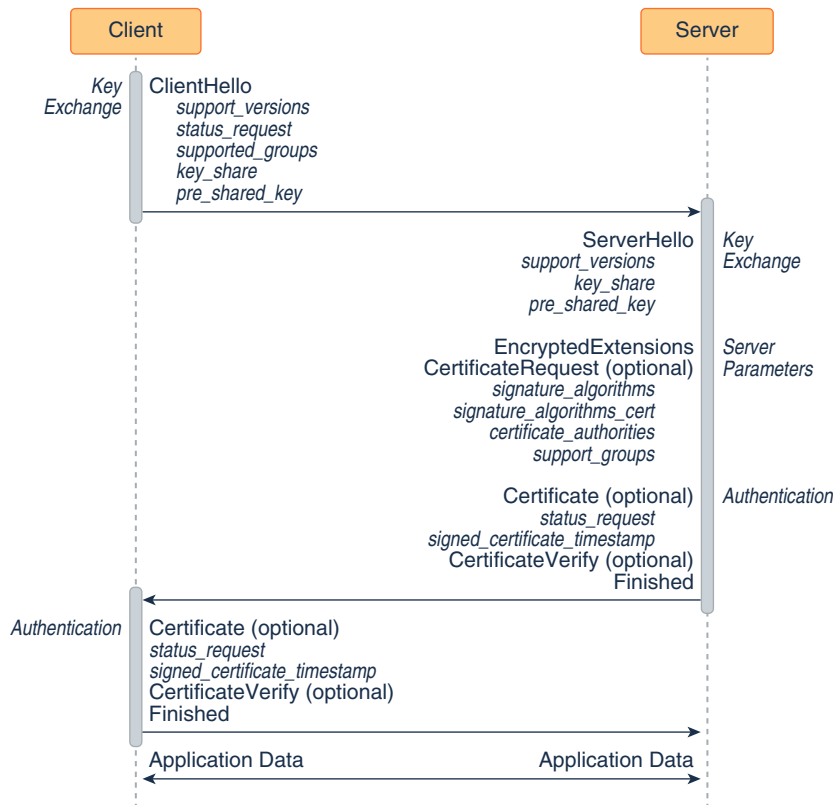 Client
Server
Key
Exchange
ClientHello
support_versions
status_request
supported_groups
key_share
pre_shared_key
ServerHello
support_versions
key_share
pre_shared_key
Key
Exchange
EncryptedExtensions
CertificateRequest (optional)
signature_algorithms
signature_algorithms_cert
certificate_authorities
support_groups
Server
Parameters
Certificate (optional)
status_request
signed_certificate_timestamp
CertificateVerify (optional)
Finished
Authentication
Authentication
Certificate (optional)
status_request
signed_certificate_timestamp
CertificateVerify (optional)
Finished
Application Data
Application Data